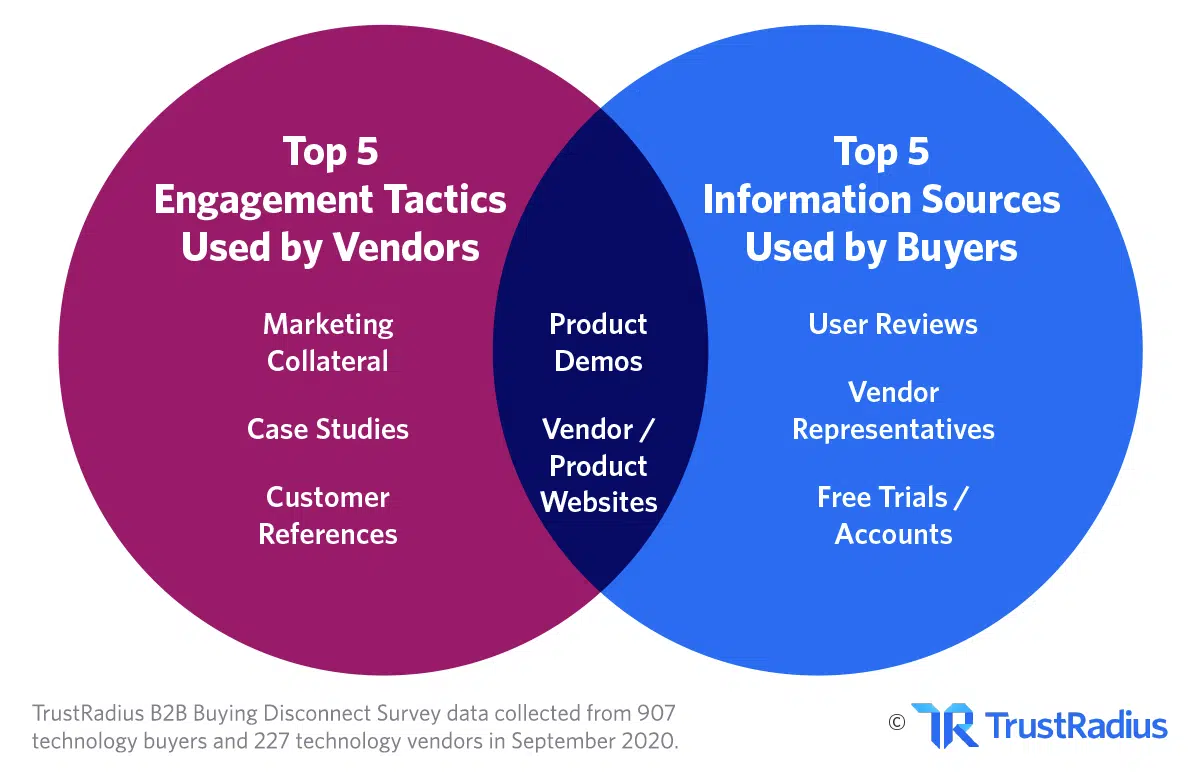 Top 5
Engagement Tactics
Used by Vendors
Marketing
Collateral
Case Studies
Customer
References
Product
Demos
Vendor /
Product
Websites
Top 5
Information Sources
Used by Buyers
User Reviews
Vendor
Representatives
Free Trials /
Accounts
TrustRadius B2B Buying Disconnect Survey data collected from 907
technology buyers and 227 technology vendors in September 2020.
© TR TrustRadius